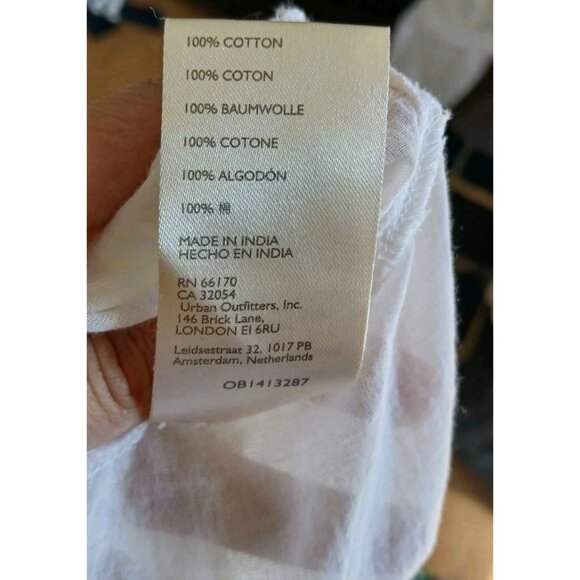 100% COTTON
100% COTON
100% BAUMWOLLE
100% COTONE
100% ALGODÓN
100% 棉
MADE IN INDIA
HECHO EN INDIA
RN 66170
CA 32054
Urban Outfitters, Inc.
146 Brick Lane,
LONDON E1 6RU
Leidsestraat 32, 1017 PB
Amsterdam, Netherlands
OB1413287